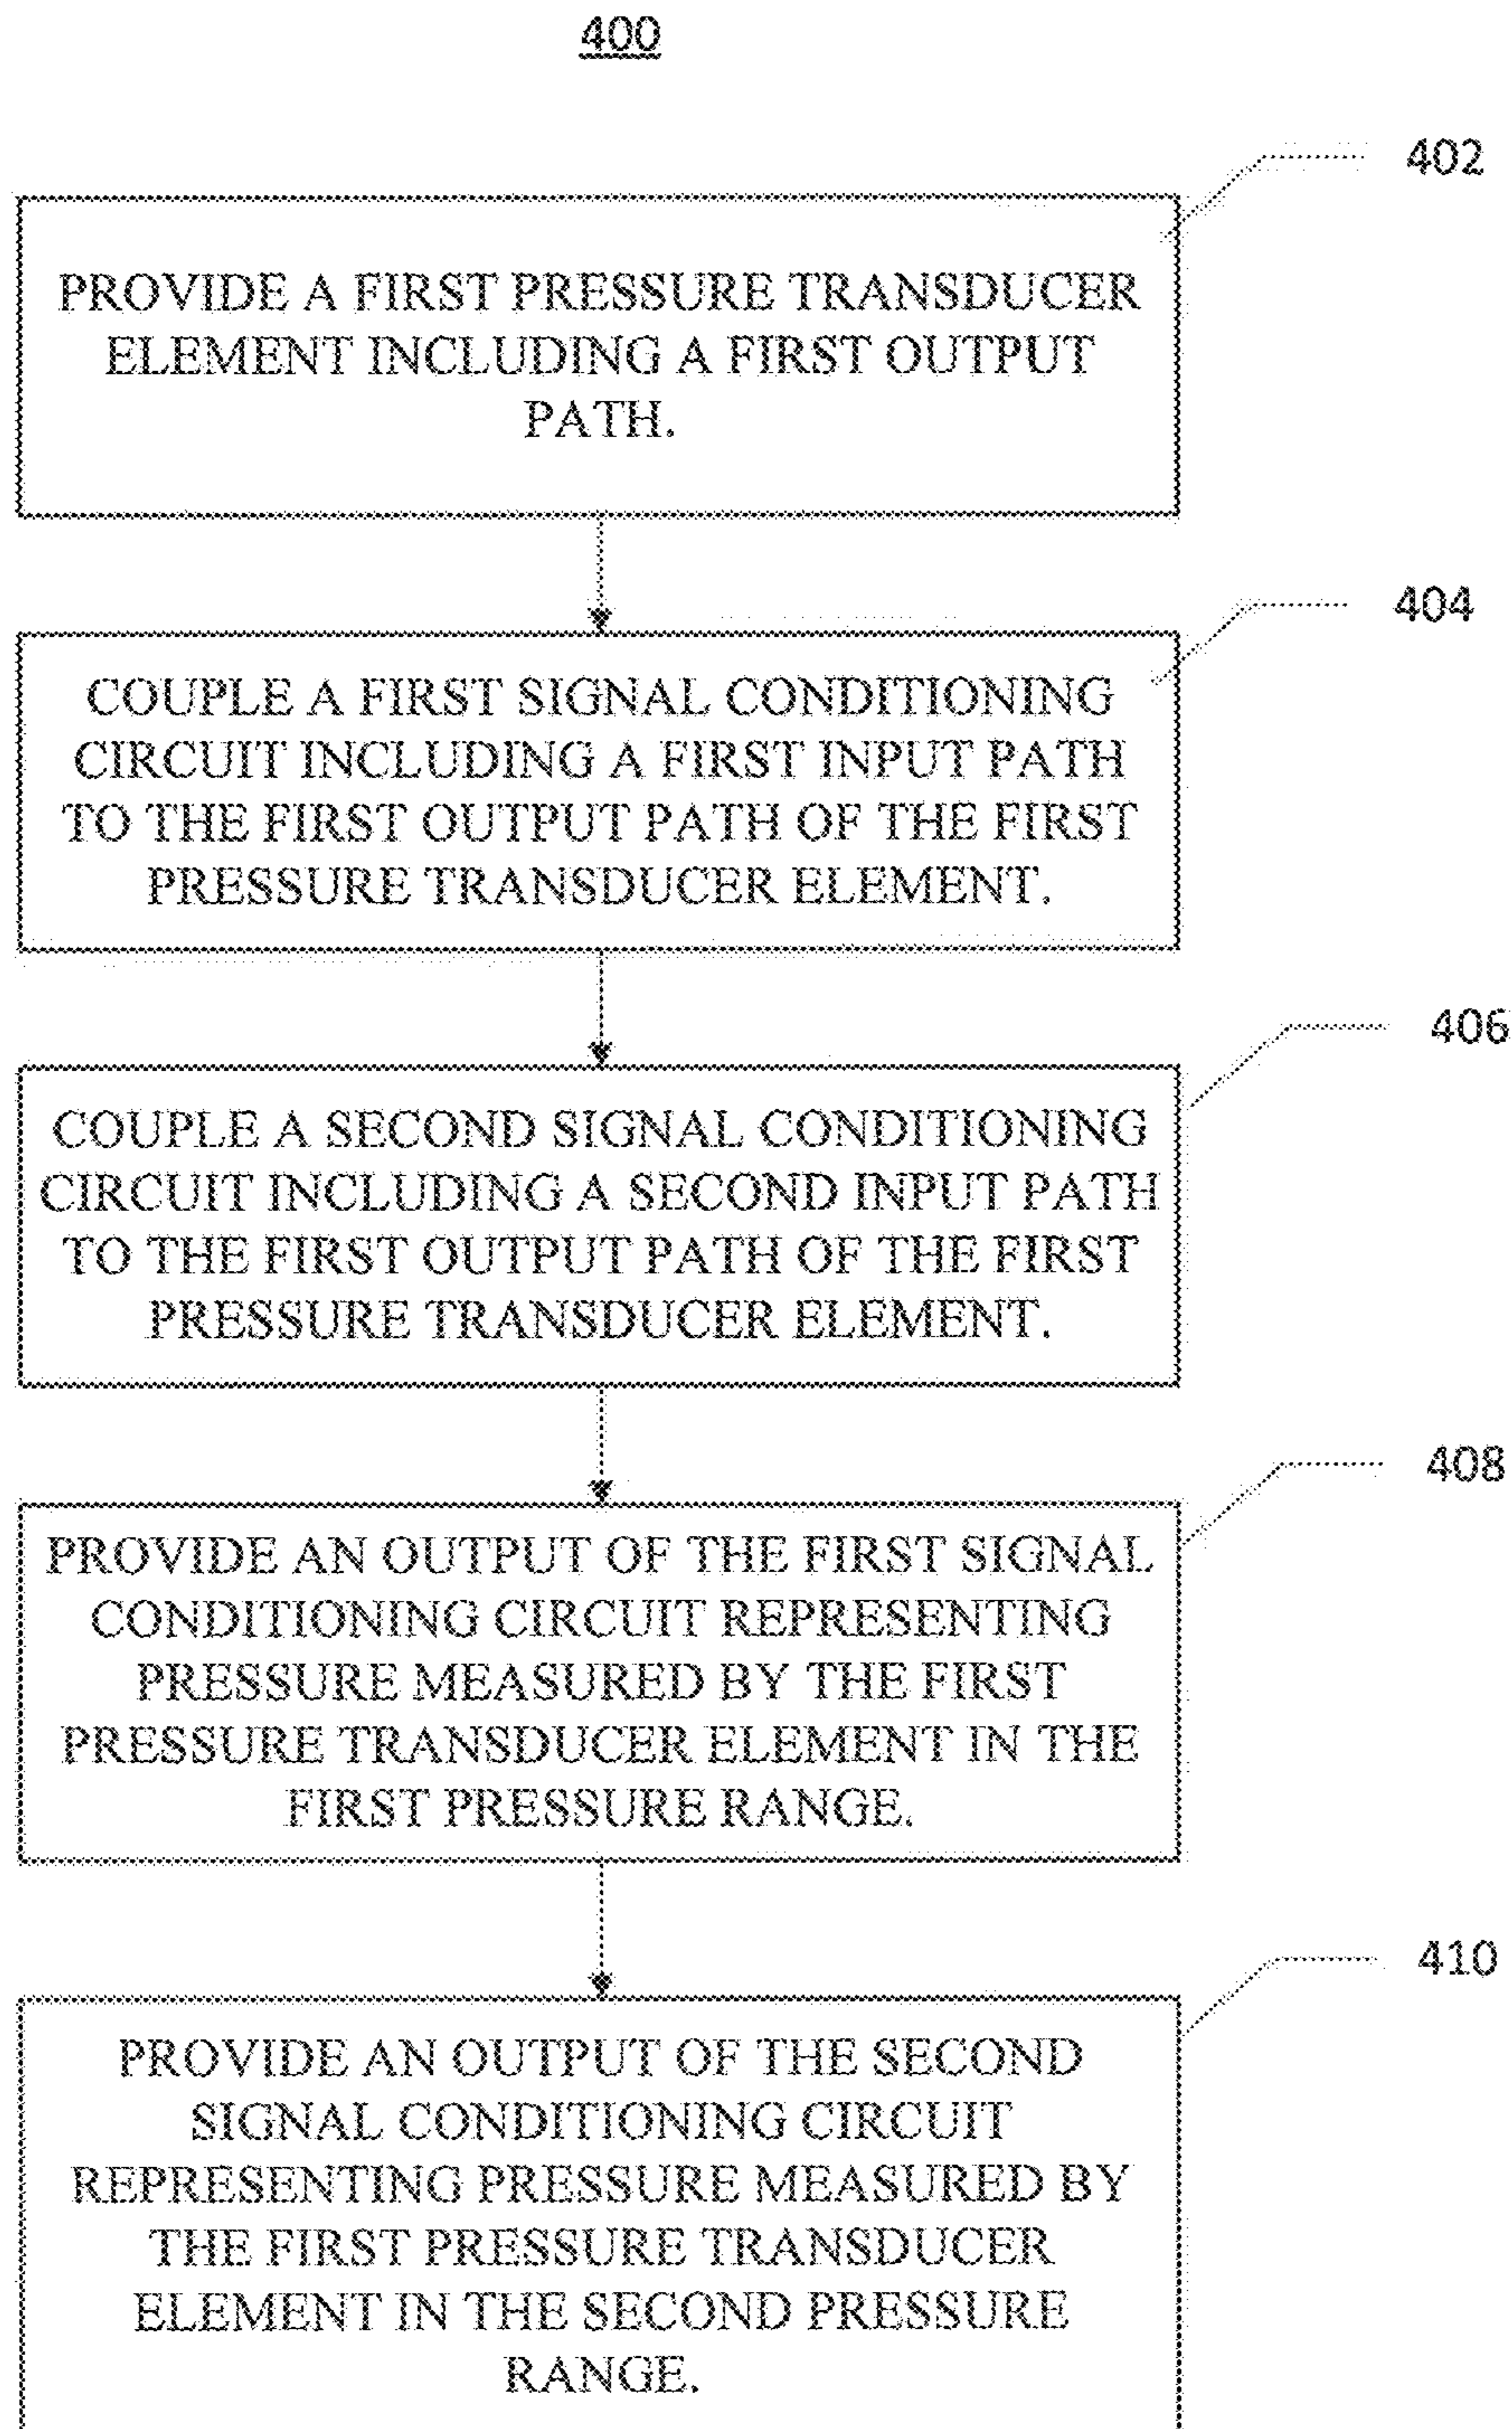 400
402
PROVIDE A FIRST PRESSURE TRANSDUCER
ELEMENT INCLUDING A FIRST OUTPUT
PATH.
404
COUPLE A FIRST SIGNAL CONDITIONING
CIRCUIT INCLUDING A FIRST INPUT PATH
TO THE FIRST OUTPUT PATH OF THE FIRST
PRESSURE TRANSDUCER ELEMENT.
406
COUPLE A SECOND SIGNAL CONDITIONING
CIRCUIT INCLUDING A SECOND INPUT PATH
TO THE FIRST OUTPUT PATH OF THE FIRST
PRESSURE TRANSDUCER ELEMENT.
408
PROVIDE AN OUTPUT OF THE FIRST SIGNAL
CONDITIONING CIRCUIT REPRESENTING
PRESSURE MEASURED BY THE FIRST
PRESSURE TRANSDUCER ELEMENT IN THE
FIRST PRESSURE RANGE.
410
PROVIDE AN OUTPUT OF THE SECOND
SIGNAL CONDITIONING CIRCUIT
REPRESENTING PRESSURE MEASURED BY
THE FIRST PRESSURE TRANSDUCER
ELEMENT IN THE SECOND PRESSURE
RANGE.